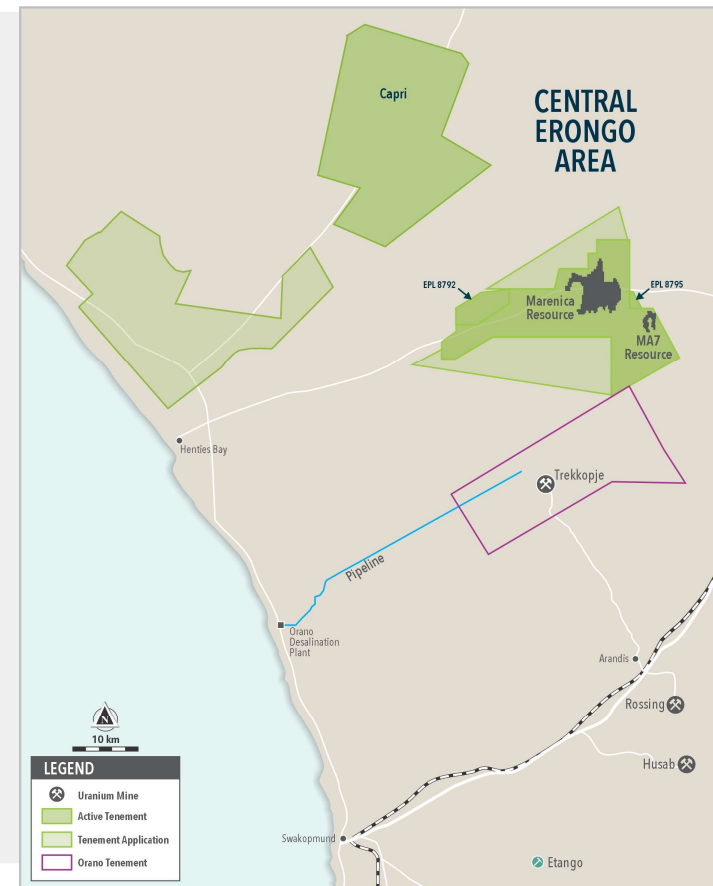 Capri
CENTRAL
ERONGO
AREA
EPL 8792
EPL 8795
Marenica
Resource
MA7
Resource
Henties Bay
Trekkopje
Pipeline
Orano
Desalination
Plant
Arandis
Rossing
Husab
N
10 km
LEGEND
Uranium Mine
Active Tenement
Tenement Application
Orano Tenement
Swakopmund
Etango